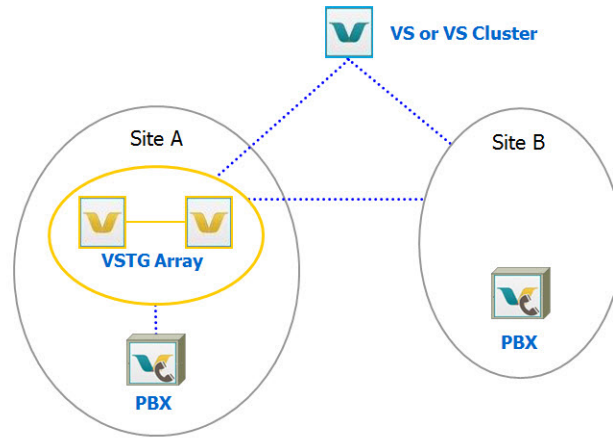 VS or VS Cluster
Site A
Site B
VSTG Array
PBX
PBX